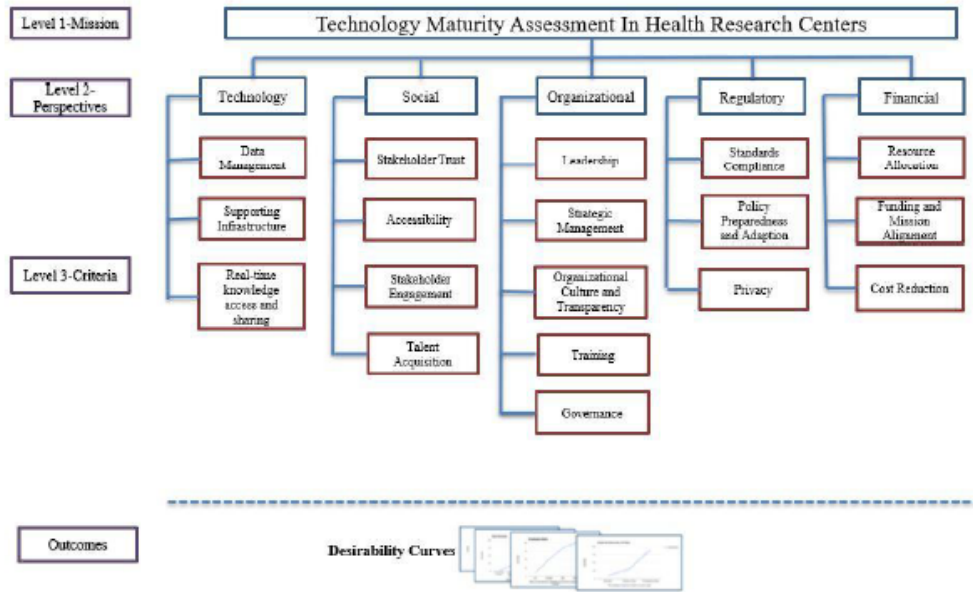 Level 1-Mission
Technology Maturity Assessment In Health Research Centers
Level 2-
Perspectives
Technology
Social
Organizational
Regulatory
Financial
Data
Management
Stakeholder Trust
Leadership
Standards
Compliance
Resource
Allocation
Supporting
Infrastructure
Accessibility
Strategic
Management
Policy
Preparedness
and Adaption
Funding and
Mission
Alignment
Level 3-Criteria
Real-time
knowledge
access and
sharing
Stakeholder
Engagement
Organizational
Culture and
Transparency
Privacy
Cost Reduction
Talent
Acquisition
Training
Governance
Outcomes
Desirability Curves